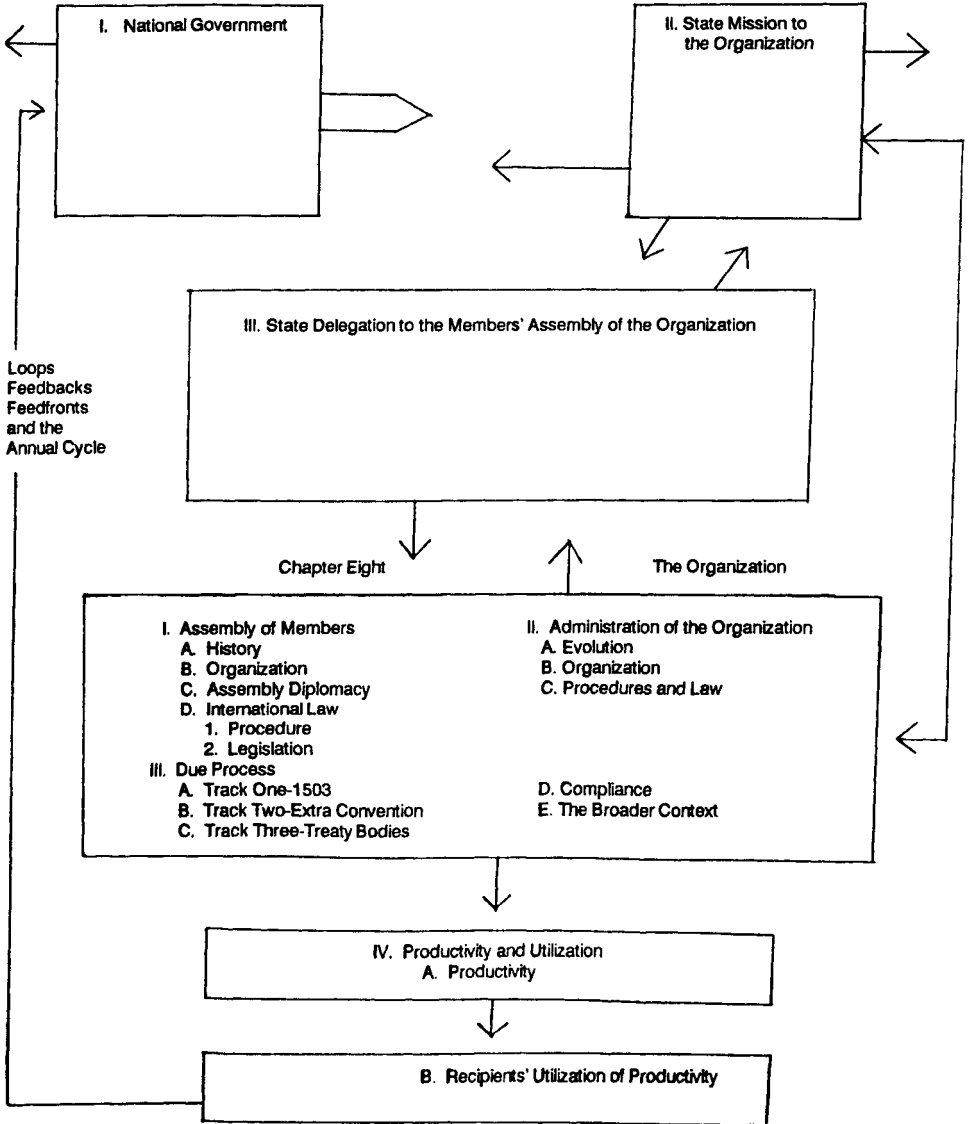 I. National Government
II. State Mission to
the Organization
III. State Delegation to the Members' Assembly of the Organization
Loops
Feedbacks
Feedfronts
and the
Annual Cycle
Chapter Eight
The Organization
I. Assembly of Members
A. History
B. Organization
C. Assembly Diplomacy
D. International Law
1. Procedure
2. Legislation
III. Due Process
A. Track One-1503
B. Track Two-Extra Convention
C. Track Three-Treaty Bodies
II. Administration of the Organization
A. Evolution
B. Organization
C. Procedures and Law
D. Compliance
E. The Broader Context
IV. Productivity and Utilization
A. Productivity
B. Recipients' Utilization of Productivity